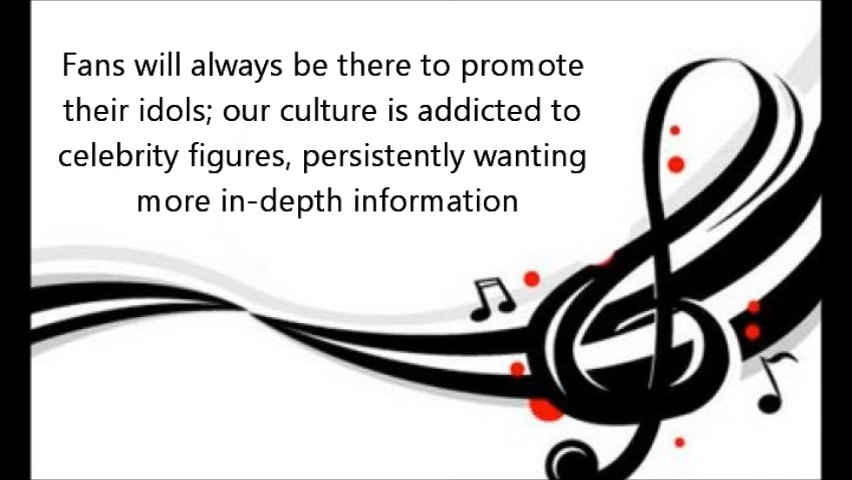 Fans will always be there to promote
their idols; our culture is addicted to
celebrity figures, persistently wanting
more in-depth information